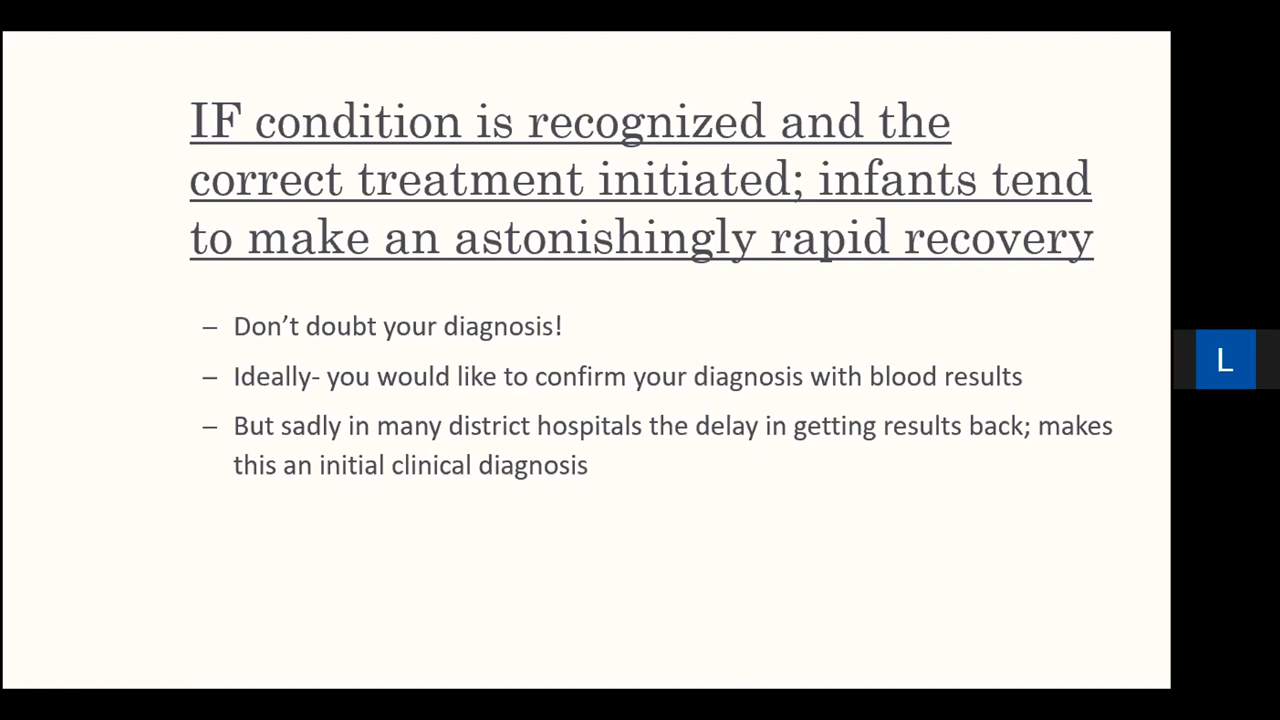 IF condition is recognized and the
correct treatment initiated; infants tend
to make an astonishingly rapid recovery
– Don’t doubt your diagnosis!
– Ideally- you would like to confirm your diagnosis with blood results
– But sadly in many district hospitals the delay in getting results back; makes
this an initial clinical diagnosis
L